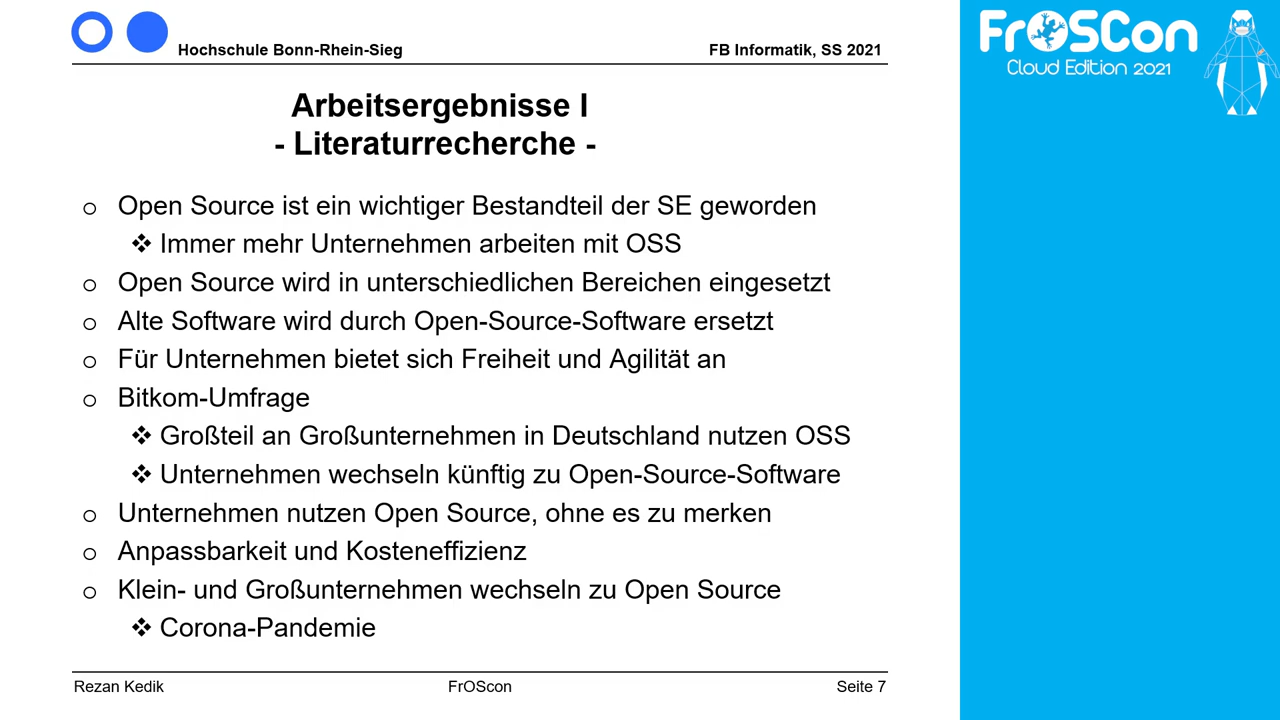 Hochschule Bonn-Rhein-Sieg
FB Informatik, SS 2021
FrOSCon
Cloud Edition 2021
Arbeitsergebnisse I
- Literaturrecherche -
o Open Source ist ein wichtiger Bestandteil der SE geworden
❖ Immer mehr Unternehmen arbeiten mit OSS
o Open Source wird in unterschiedlichen Bereichen eingesetzt
o Alte Software wird durch Open-Source-Software ersetzt
o Für Unternehmen bietet sich Freiheit und Agilität an
o Bitkom-Umfrage
❖ Großteil an Großunternehmen in Deutschland nutzen OSS
❖ Unternehmen wechseln künftig zu Open-Source-Software
o Unternehmen nutzen Open Source, ohne es zu merken
o Anpassbarkeit und Kosteneffizienz
o Klein- und Großunternehmen wechseln zu Open Source
❖ Corona-Pandemie
Rezan Kedik
FrOScon
Seite 7